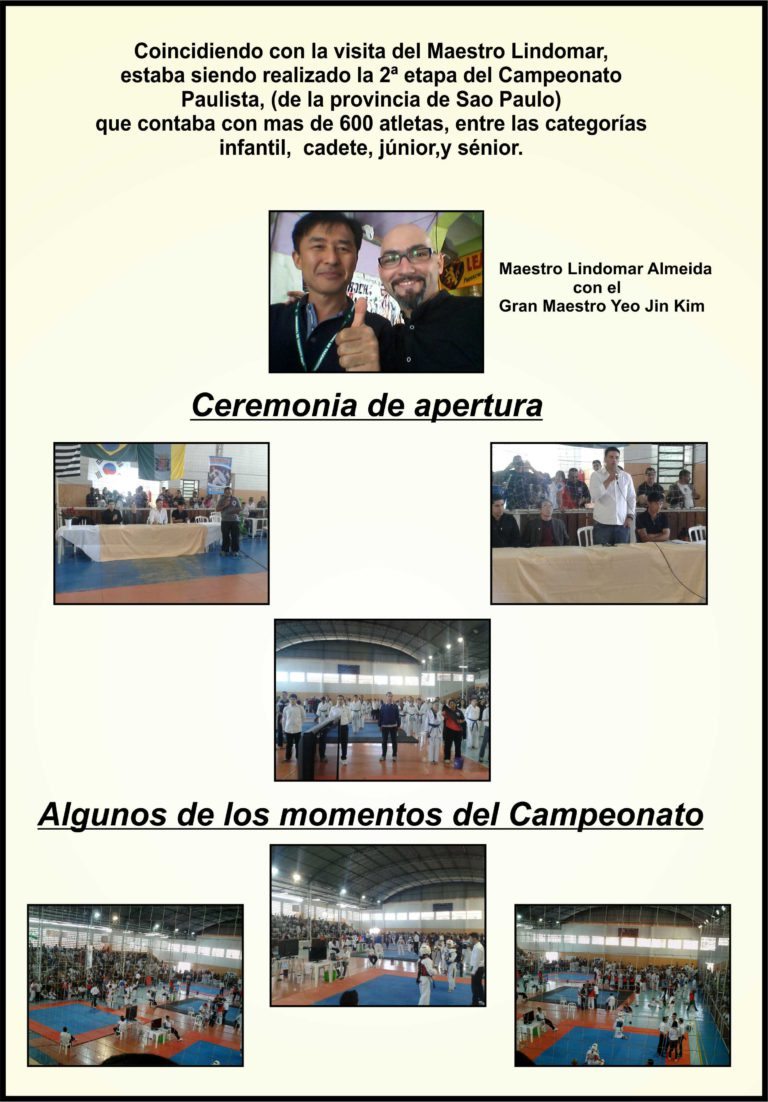 Coincidiendo con la visita del Maestro Lindomar,
estaba siendo realizado la 2ª etapa del Campeonato
Paulista, (de la provincia de Sao Paulo)
que contaba con mas de 600 atletas, entre las categorías
infantil,  cadete, júnior,y sénior.
Maestro Lindomar Almeida
con el
Gran Maestro Yeo Jin Kim
Ceremonia de apertura
Algunos de los momentos del Campeonato